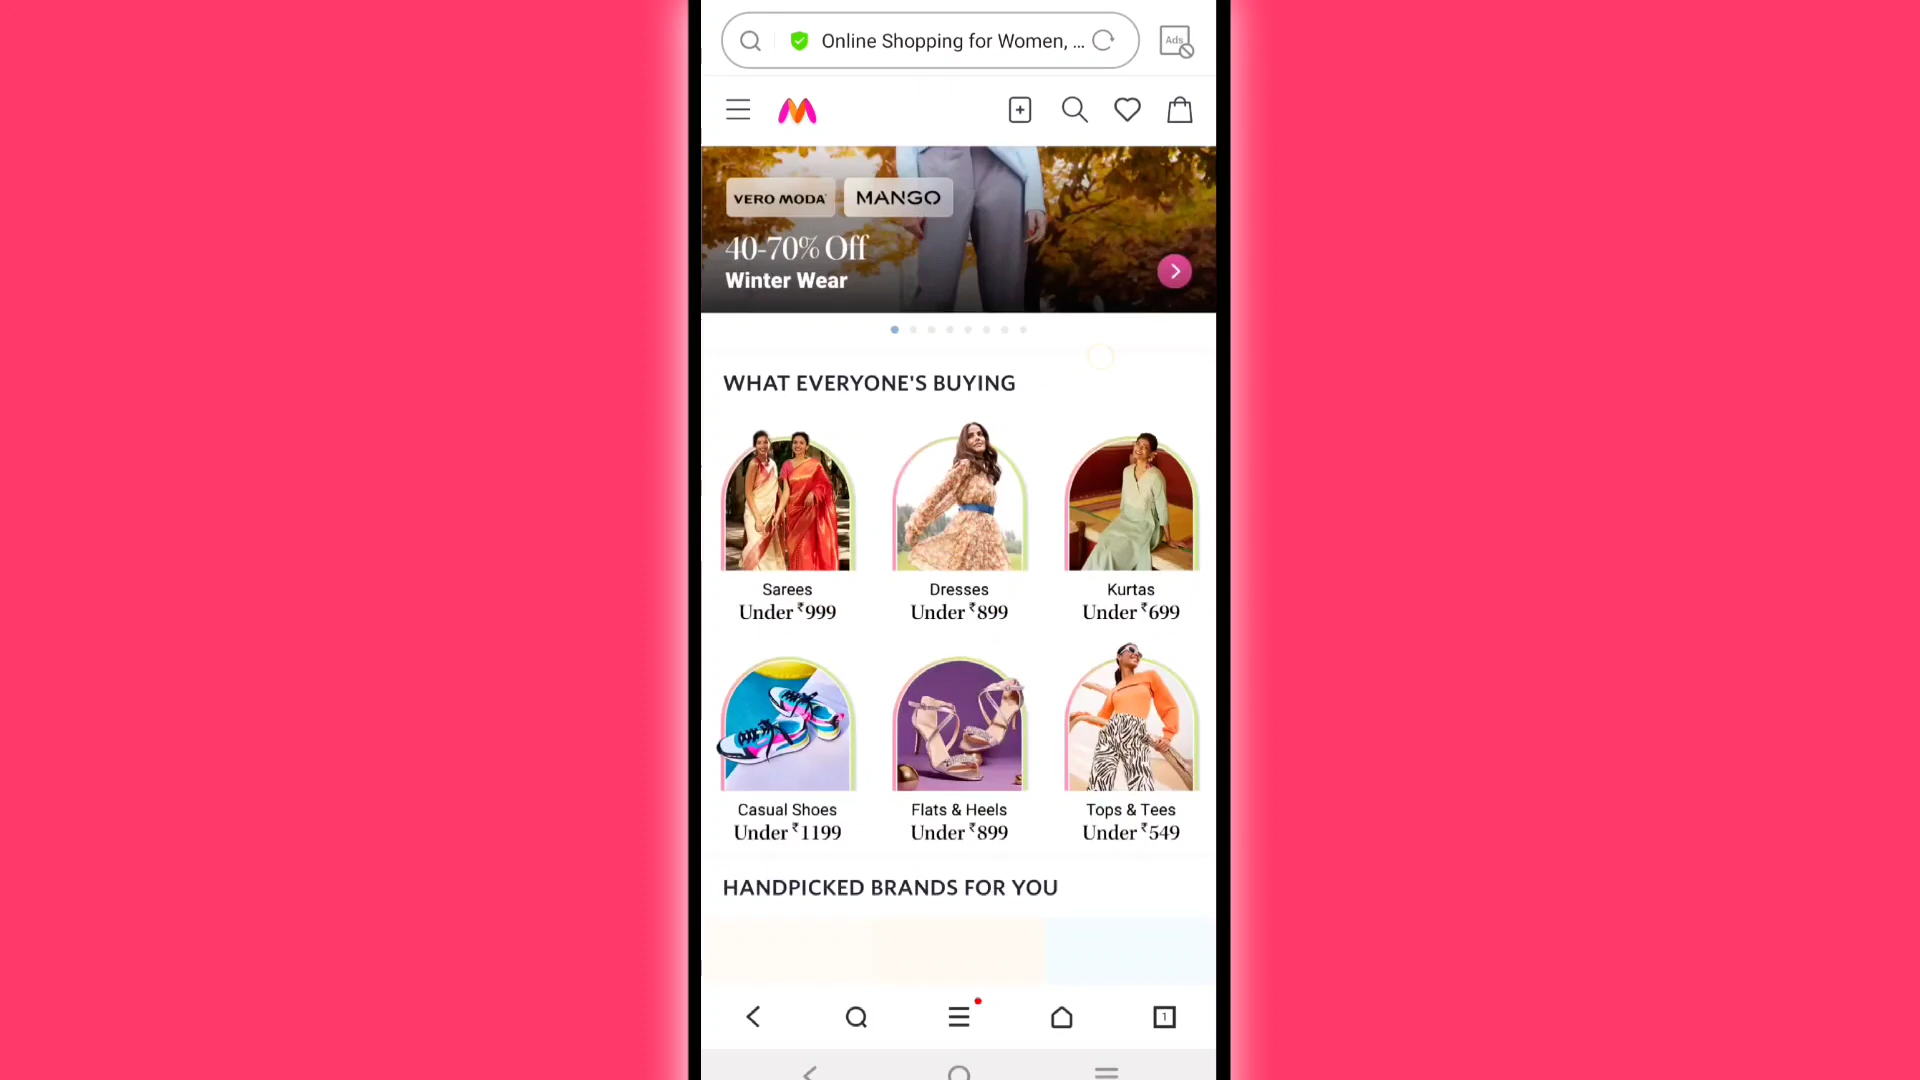 Online Shopping for Women, ...
Ads
VERO MODA
MANGO
40-70% Off
Winter Wear
WHAT EVERYONE'S BUYING
Sarees
Under ₹999
Dresses
Under ₹899
Kurtas
Under ₹699
Casual Shoes
Under ₹1199
Flats & Heels
Under ₹899
Tops & Tees
Under ₹549
HANDPICKED BRANDS FOR YOU
1